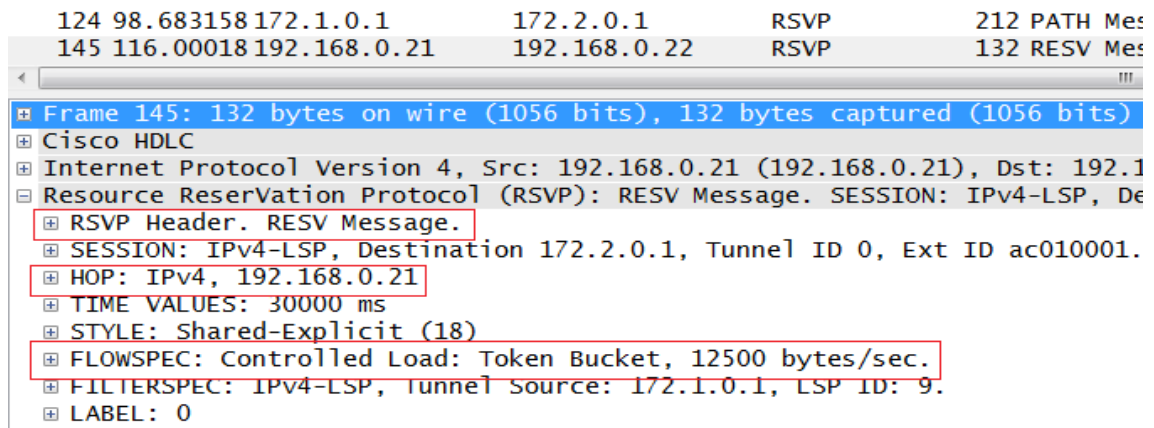 124 98.683158 172.1.0.1 172.2.0.1 RSVP 212 PATH Mes
145 116.00018 192.168.0.21 192.168.0.22 RSVP 132 RESV Mes
Frame 145: 132 bytes on wire (1056 bits), 132 bytes captured (1056 bits)
Cisco HDLC
Internet Protocol Version 4, Src: 192.168.0.21 (192.168.0.21), Dst: 192.1
Resource ReserVation Protocol (RSVP): RESV Message. SESSION: IPv4-LSP, De
RSVP Header. RESV Message.
SESSION: IPv4-LSP, Destination 172.2.0.1, Tunnel ID 0, Ext ID ac010001.
HOP: IPv4, 192.168.0.21
TIME VALUES: 30000 ms
STYLE: Shared-Explicit (18)
FLOWSPEC: Controlled Load: Token Bucket, 12500 bytes/sec.
FILTERSPEC: IPv4-LSP, Tunnel Source: 172.1.0.1, LSP ID: 9.
LABEL: 0